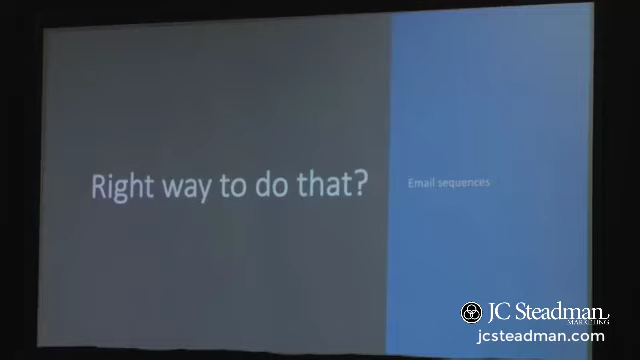 Right way to do that?
Email sequences
JC Steadman
MARKETING
jcsteadman.com